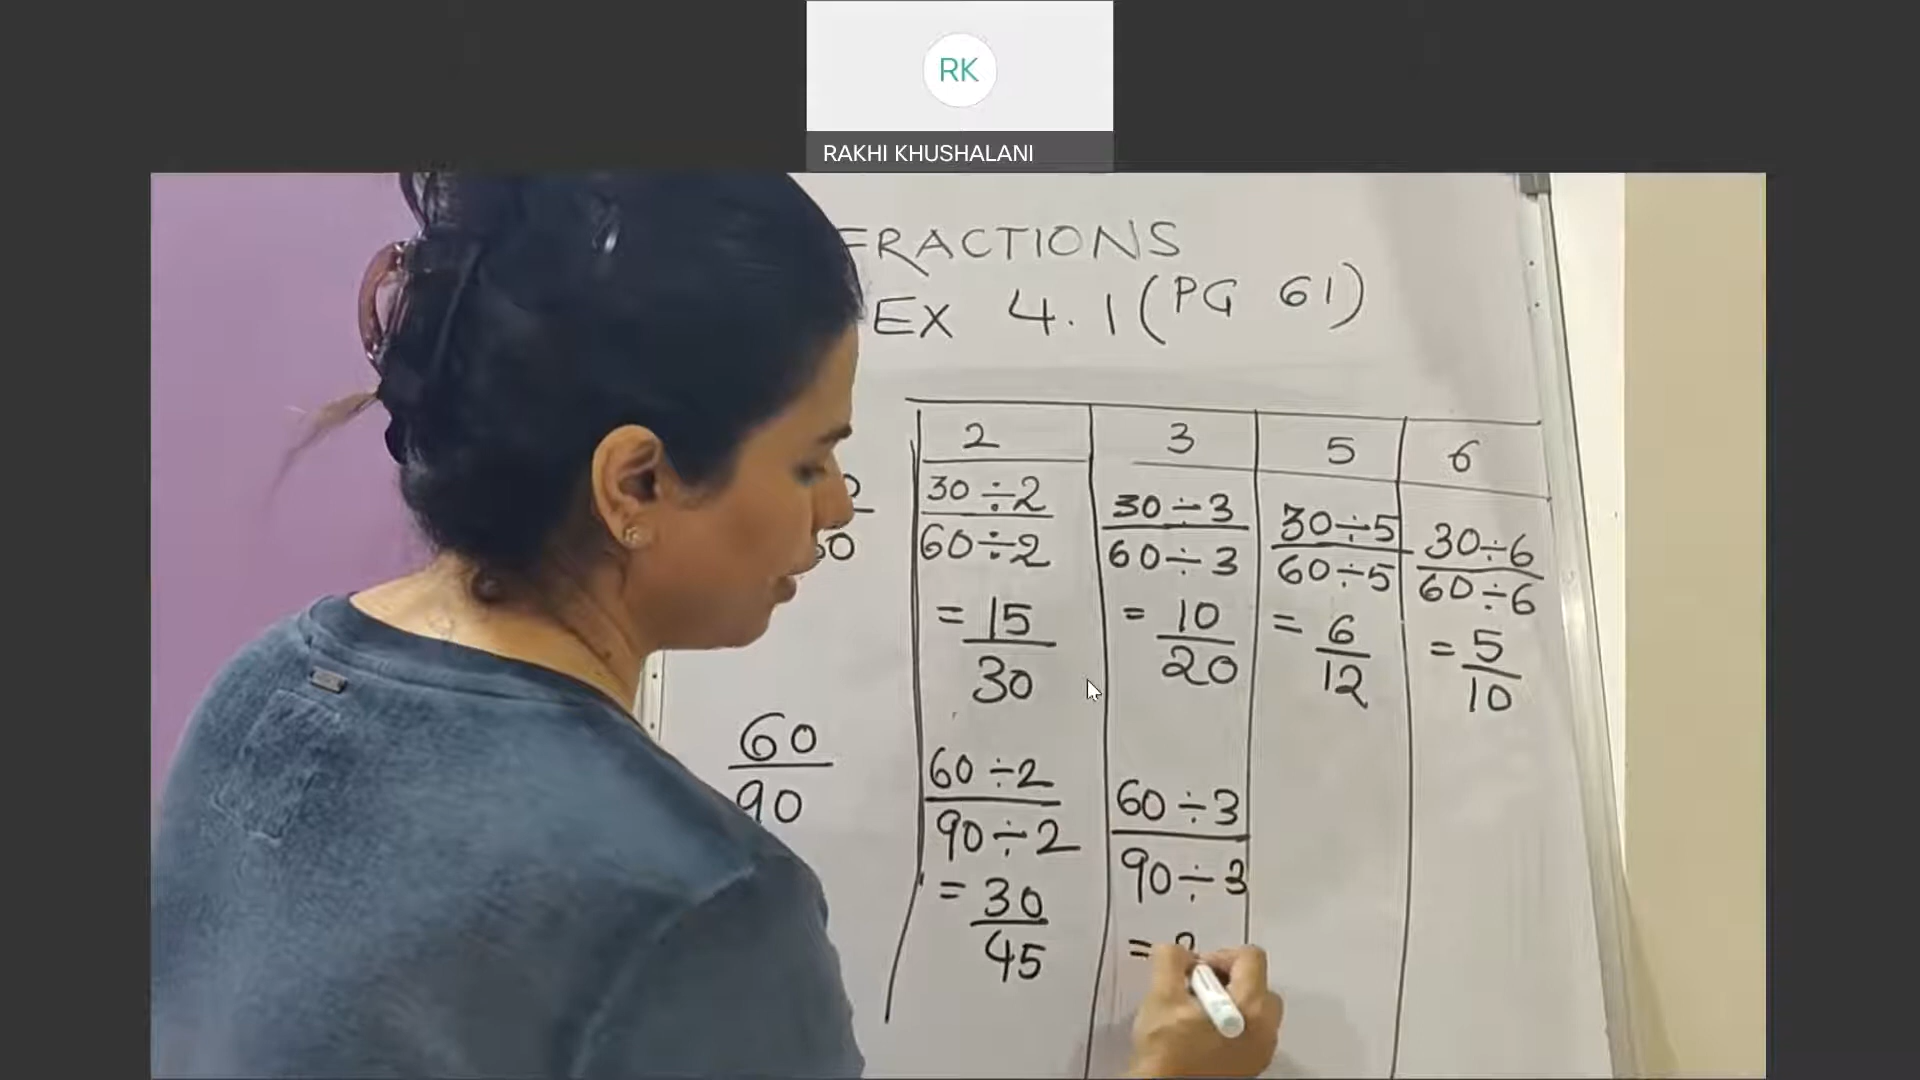 RK
RAKHI KHUSHALANI
FRACTIONS
EX 4.1 (PG 61)
2 3 5 6
30÷2 30÷3 30÷5 30÷6
60÷2 60÷3 60÷5 60÷6
= 15 = 10 = 6 = 5
30 20 12 10
60 60÷2 60÷3
90 90÷2 90÷3
= 30 =
45